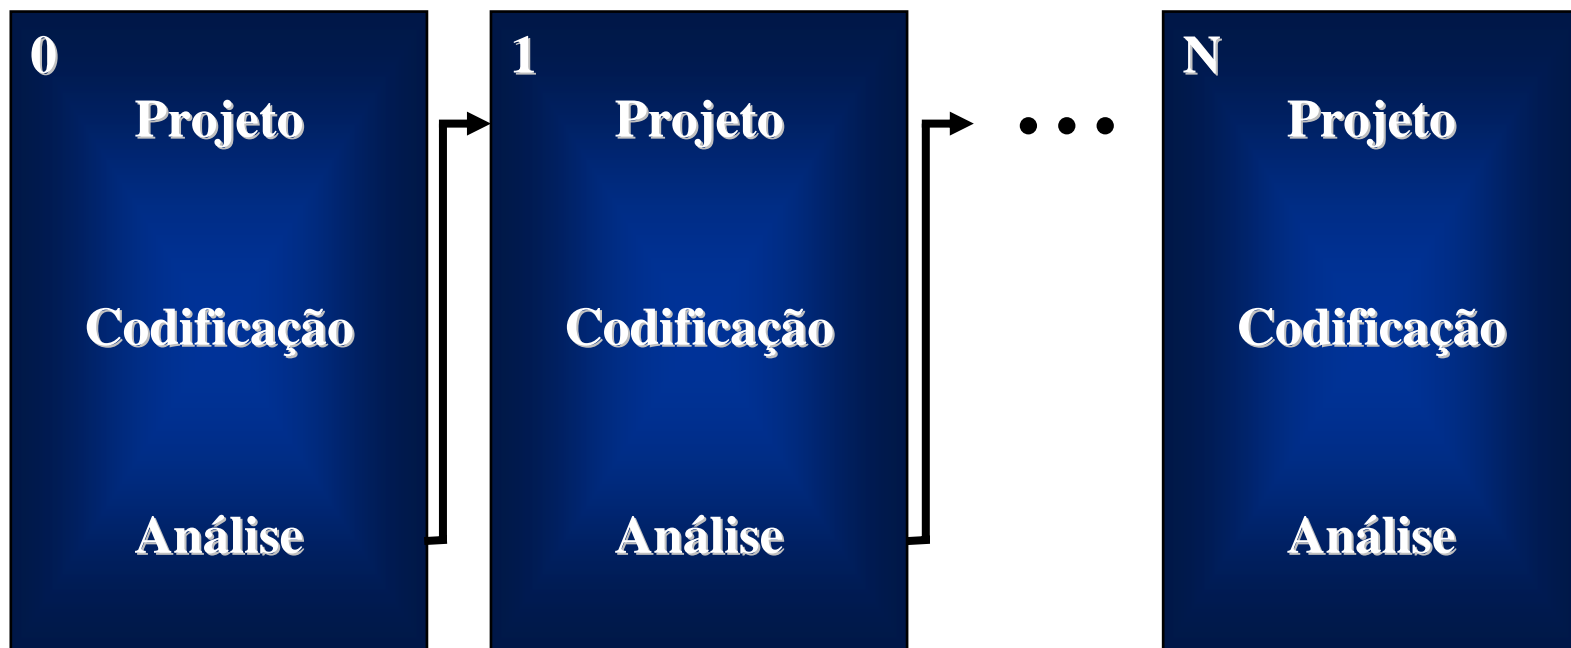 0
Projeto
Codificação
Análise
1
Projeto
Codificação
Análise
• • •
N
Projeto
Codificação
Análise